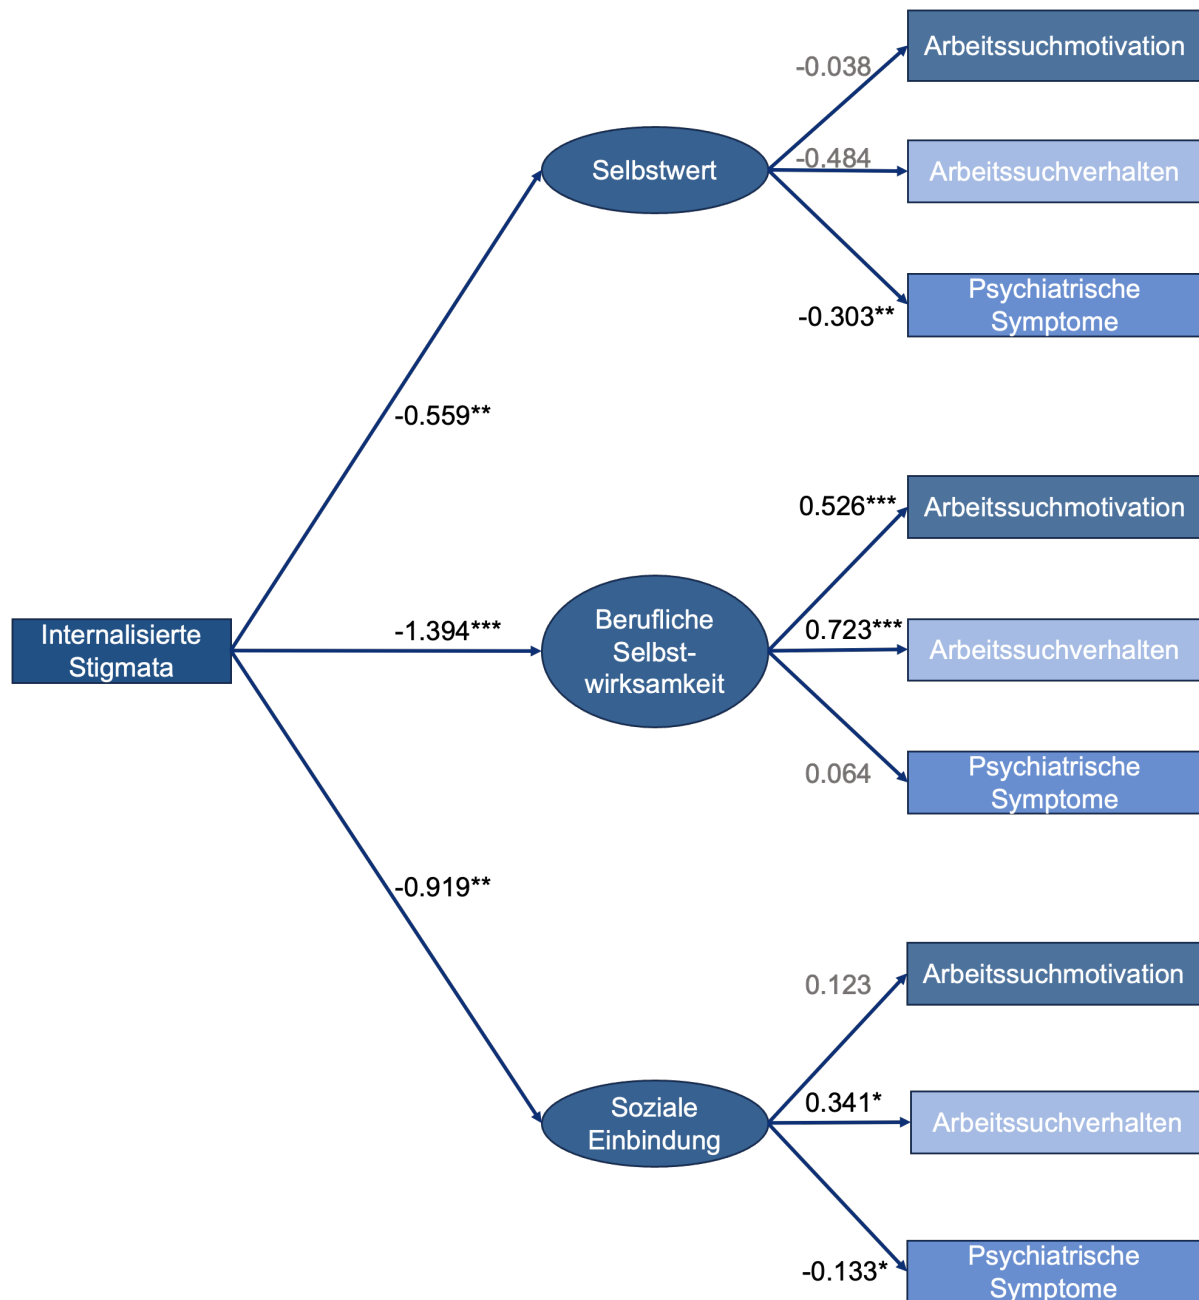 Arbeitssuchmotivation
-0.038
Selbstwert
-0.484
Arbeitssuchverhalten
Psychiatrische
Symptome
-0.303**
-0.559**
0.526***
Arbeitssuchmotivation
Internalisierte
Stigmata
-1.394***
Berufliche
Selbst-
wirksamkeit
0.723***
Arbeitssuchverhalten
0.064
Psychiatrische
Symptome
-0.919**
0.123
Arbeitssuchmotivation
Soziale
Einbindung
0.341*
Arbeitssuchverhalten
-0.133*
Psychiatrische
Symptome